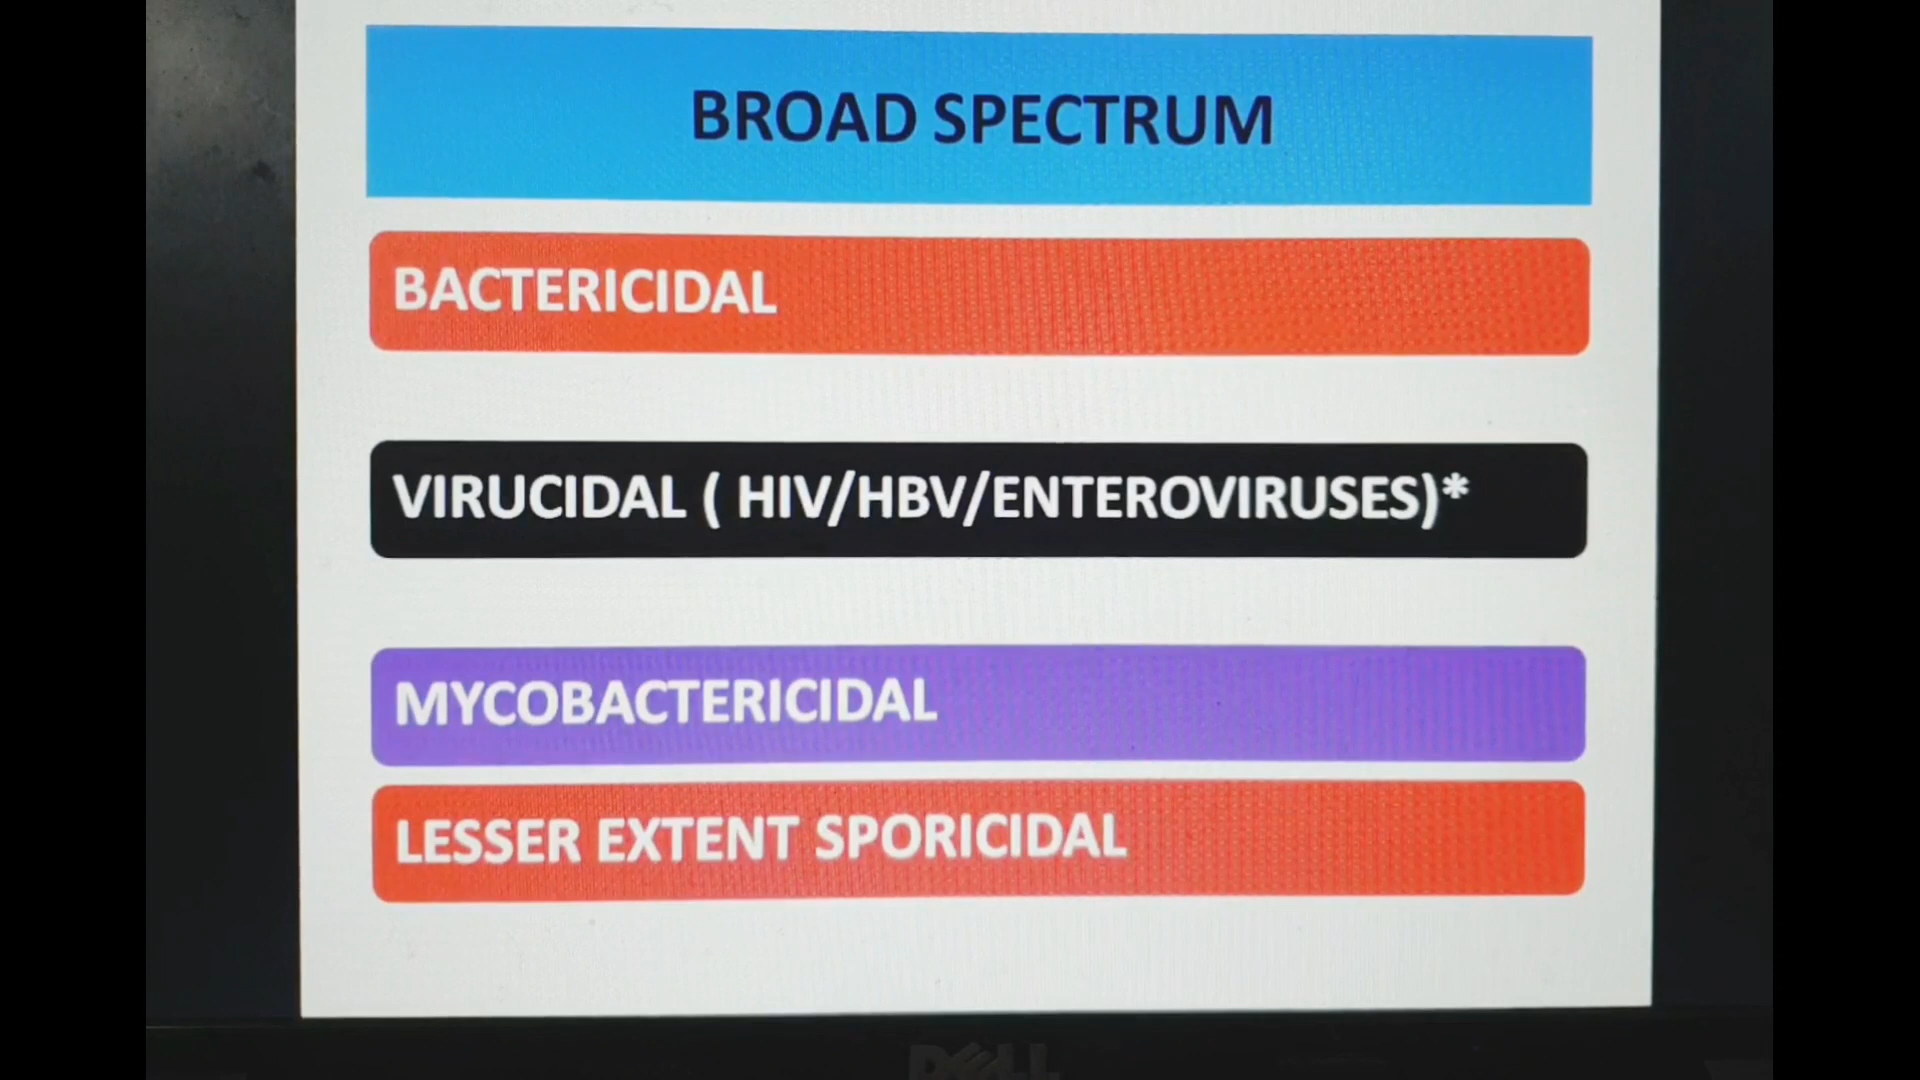 BROAD SPECTRUM
BACTERICIDAL
VIRUCIDAL ( HIV/HBV/ENTEROVIRUSES)*
MYCOBACTERICIDAL
LESSER EXTENT SPORICIDAL
DELL